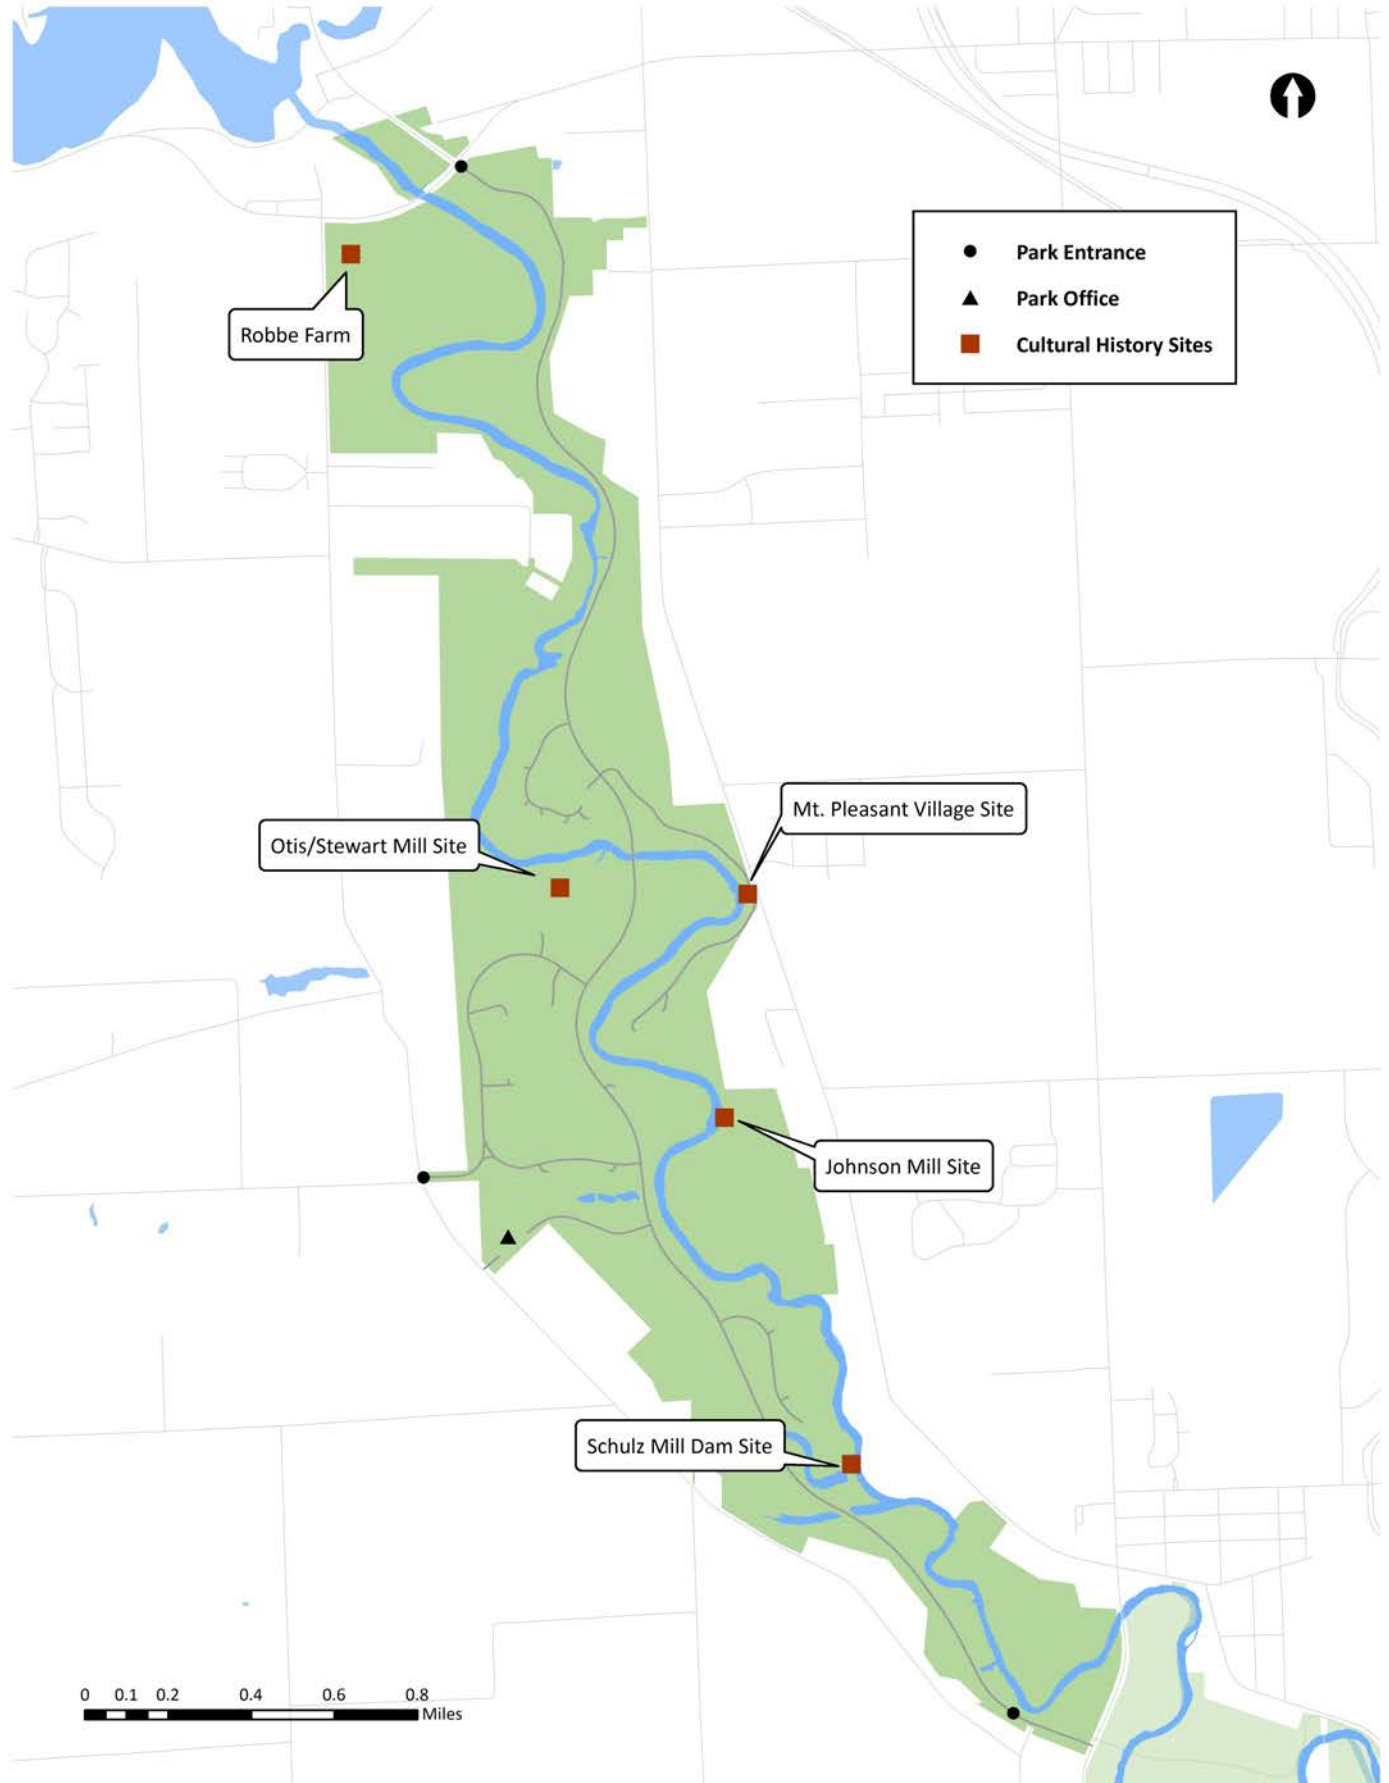 Park Entrance
Park Office
Cultural History Sites
Robbe Farm
Mt. Pleasant Village Site
Otis/Stewart Mill Site
Johnson Mill Site
Schulz Mill Dam Site
0 0.1 0.2 0.4 0.6 0.8
Miles